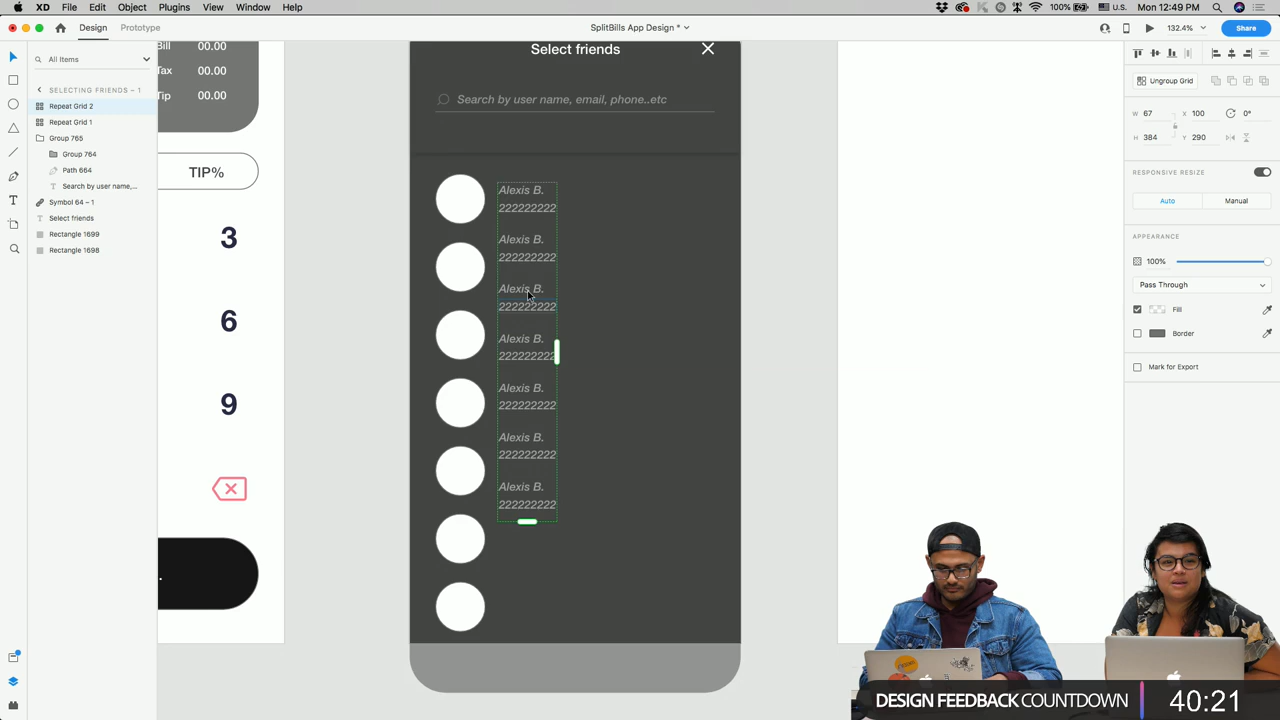 XD File Edit Object Plugins View Window Help
100% U.S. Mon 12:49 PM
Design Prototype
SplitBills App Design *
132.4%
Share
All Items
SELECTING FRIENDS – 1
Repeat Grid 2
Repeat Grid 1
Group 765
Group 764
Path 664
Search by user name,...
Symbol 64 – 1
Select friends
Rectangle 1699
Rectangle 1698
Bill 00.00
Tax 00.00
Tip 00.00
TIP%
3
6
9
.
Select friends
Search by user name, email, phone..etc
Alexis B.
222222222
Alexis B.
222222222
Alexis B.
222222222
Alexis B.
222222222
Alexis B.
222222222
Alexis B.
222222222
Alexis B.
222222222
Ungroup Grid
W 67 X 100 0°
H 384 Y 290
RESPONSIVE RESIZE
Auto Manual
APPEARANCE
100%
Pass Through
Fill
Border
Mark for Export
DESIGN FEEDBACK COUNTDOWN 40:21